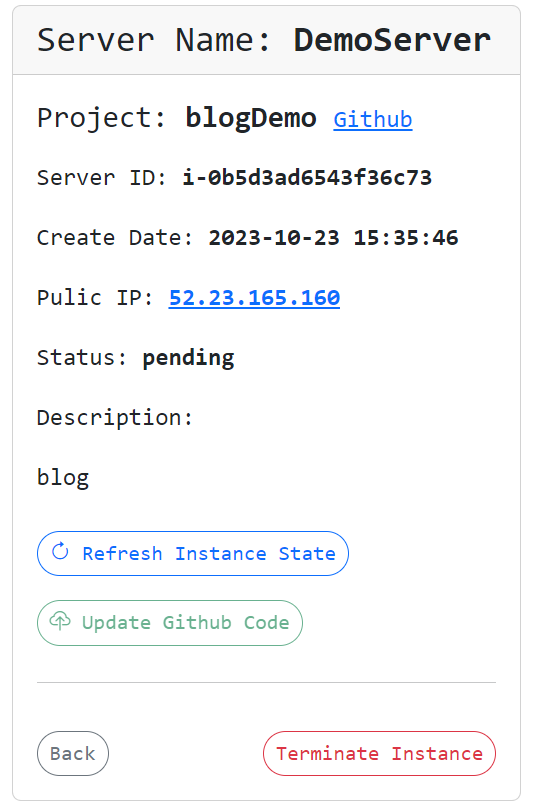 Server Name: DemoServer
Project: blogDemo Github
Server ID: i-0b5d3ad6543f36c73
Create Date: 2023-10-23 15:35:46
Pulic IP: 52.23.165.160
Status: pending
Description:
blog
Refresh Instance State
Update Github Code
Back Terminate Instance